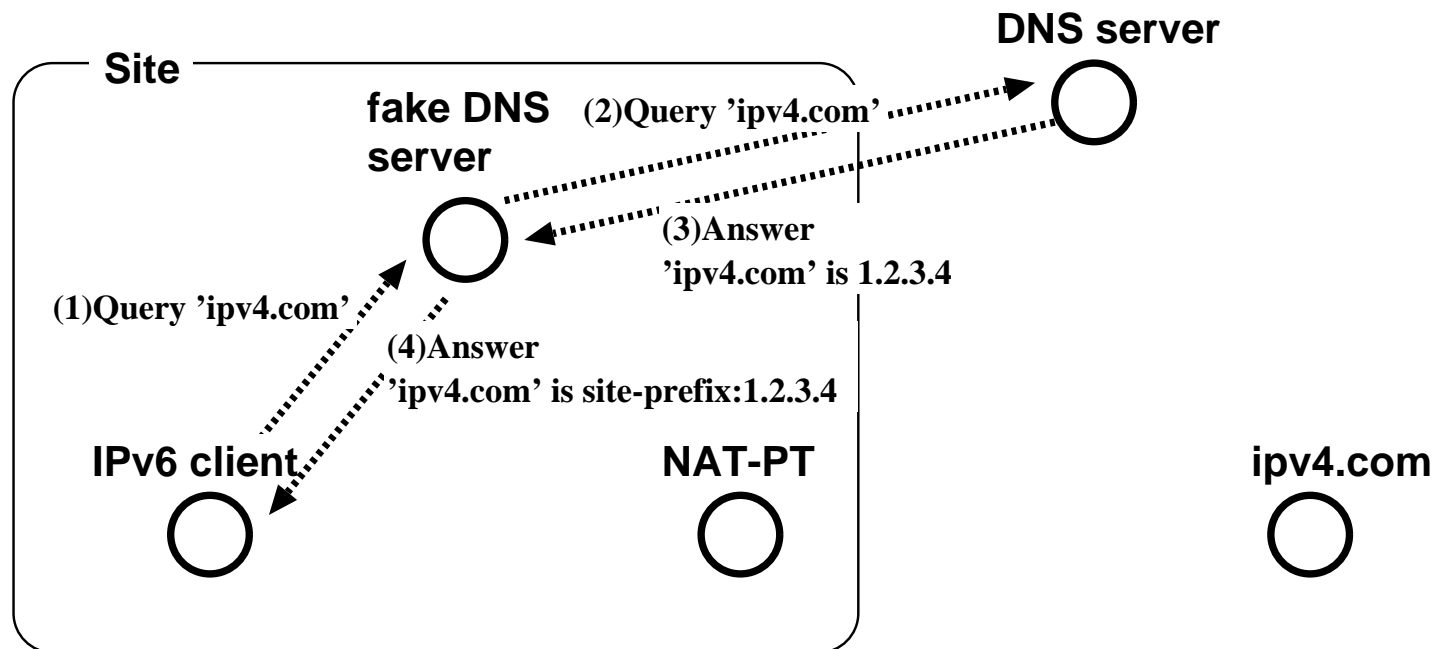 DNS server
Site
fake DNS
server
(2)Query ’ipv4.com’
(3)Answer
’ipv4.com’ is 1.2.3.4
(1)Query ’ipv4.com’
(4)Answer
’ipv4.com’ is site-prefix:1.2.3.4
IPv6 client
NAT-PT
ipv4.com